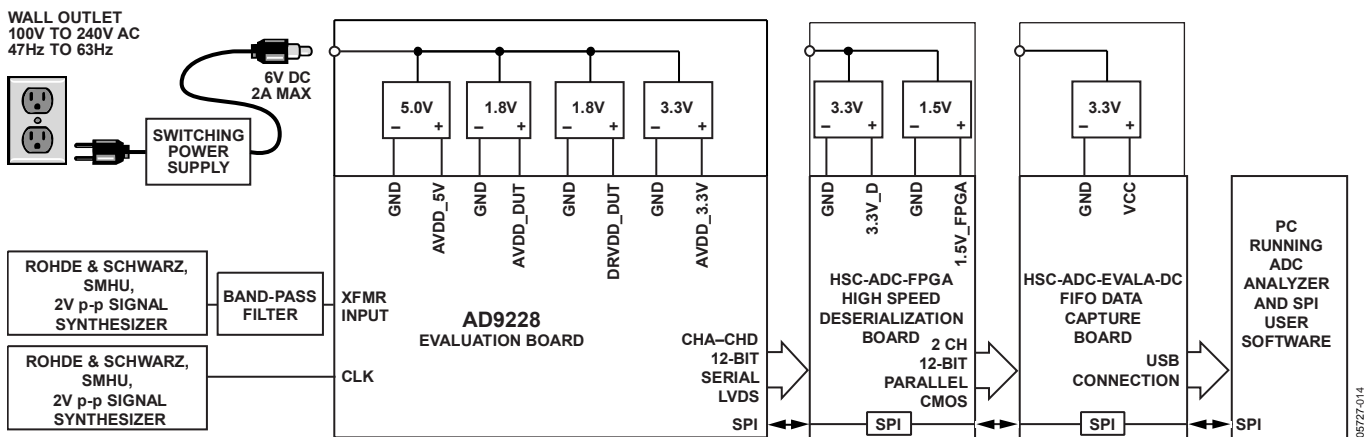 WALL OUTLET
100V TO 240V AC
47Hz TO 63Hz
6V DC
2A MAX
SWITCHING
POWER
SUPPLY
5.0V
– +
1.8V
– +
1.8V
– +
3.3V
– +
GND
AVDD_5V
GND
AVDD_DUT
GND
DRVDD_DUT
GND
AVDD_3.3V
3.3V
– +
1.5V
– +
GND
3.3V_D
GND
1.5V_FPGA
3.3V
– +
GND
VCC
ROHDE & SCHWARZ,
SMHU,
2V p-p SIGNAL
SYNTHESIZER
BAND-PASS
FILTER
XFMR
INPUT
ROHDE & SCHWARZ,
SMHU,
2V p-p SIGNAL
SYNTHESIZER
CLK
AD9228
EVALUATION BOARD
CHA–CHD
12-BIT
SERIAL
LVDS
SPI
HSC-ADC-FPGA
HIGH SPEED
DESERIALIZATION
BOARD
2 CH
12-BIT
PARALLEL
CMOS
SPI
HSC-ADC-EVALA-DC
FIFO DATA
CAPTURE
BOARD
USB
CONNECTION
SPI
PC
RUNNING
ADC
ANALYZER
AND SPI
USER
SOFTWARE
SPI
05727-014